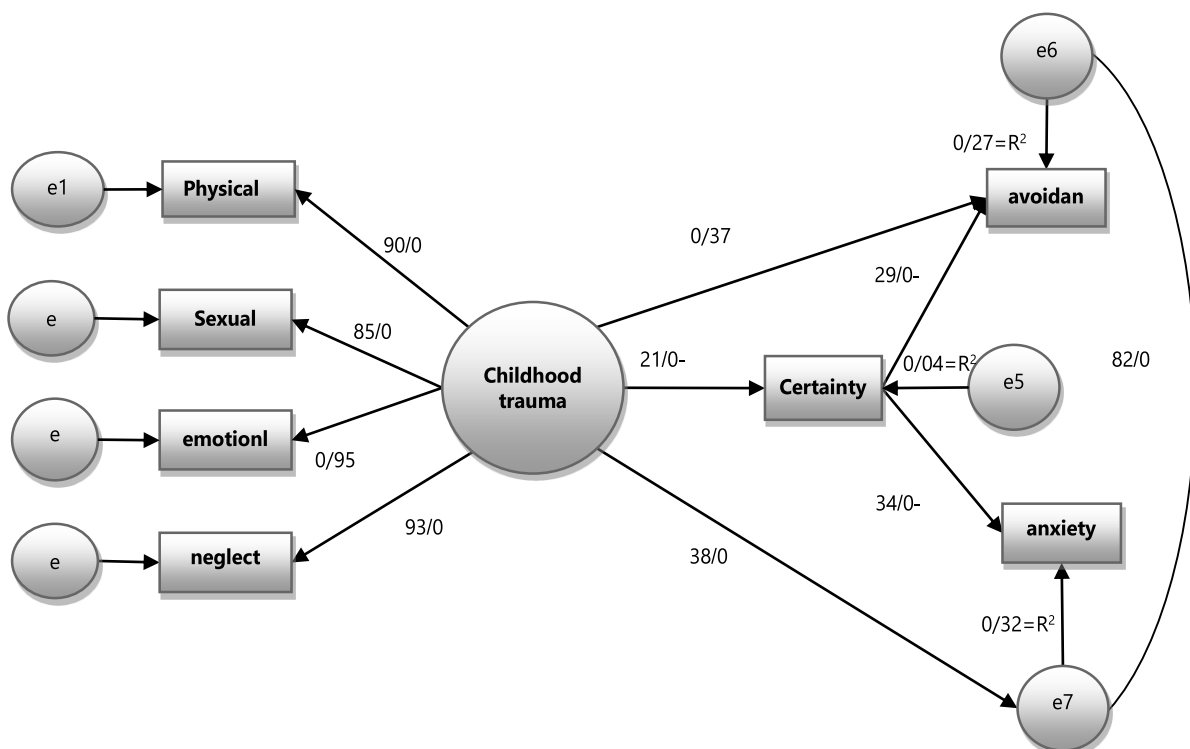 e6
0/27=R²
e1
Physical
avoidan
90/0
0/37
29/0-
e
Sexual
85/0
21/0-
0/04=R²
82/0
Childhood
trauma
Certainty
e5
e
emotionl
0/95
34/0-
93/0
anxiety
e
neglect
38/0
0/32=R²
e7